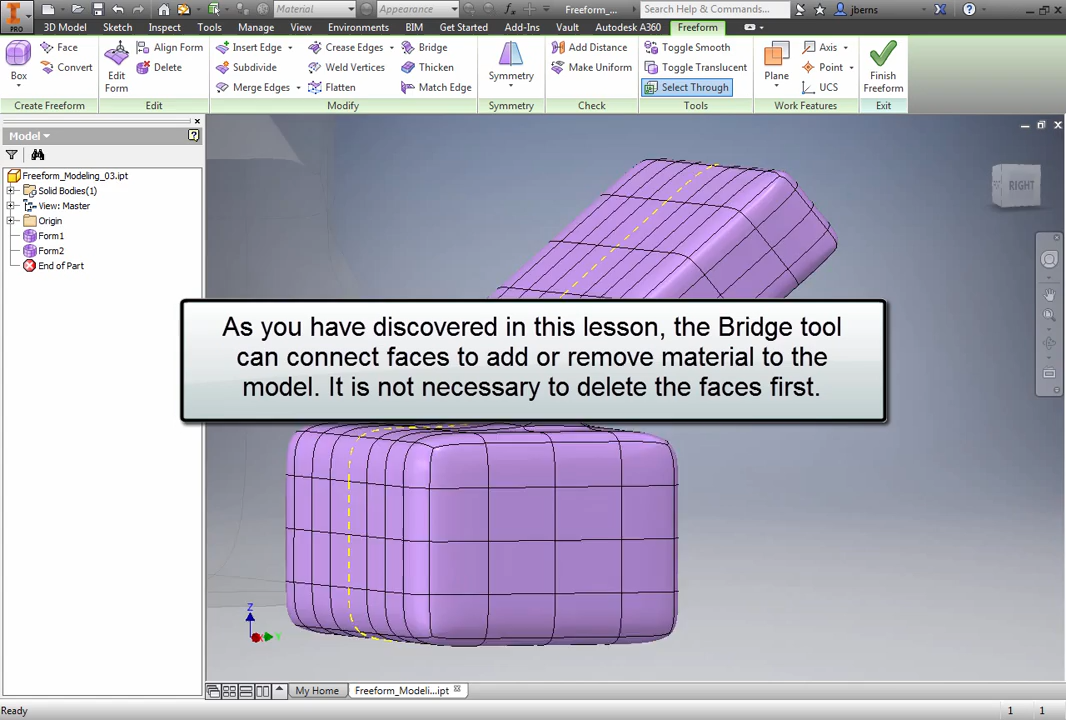 Material
Appearance
Freeform_...
Search Help & Commands...
jberns
PRO
3D Model
Sketch
Inspect
Tools
Manage
View
Environments
BIM
Get Started
Add-Ins
Vault
Autodesk A360
Freeform
Box
Face
Convert
Create Freeform
Edit
Form
Align Form
Delete
Edit
Insert Edge
Subdivide
Merge Edges
Crease Edges
Weld Vertices
Flatten
Bridge
Thicken
Match Edge
Modify
Symmetry
Symmetry
Add Distance
Make Uniform
Check
Toggle Smooth
Toggle Translucent
Select Through
Tools
Plane
Axis
Point
UCS
Work Features
Finish
Freeform
Exit
Model
Freeform_Modeling_03.ipt
Solid Bodies(1)
View: Master
Origin
Form1
Form2
End of Part
RIGHT
As you have discovered in this lesson, the Bridge tool
can connect faces to add or remove material to the
model. It is not necessary to delete the faces first.
Z
Y
My Home
Freeform_Modeli...ipt
Ready
1
1